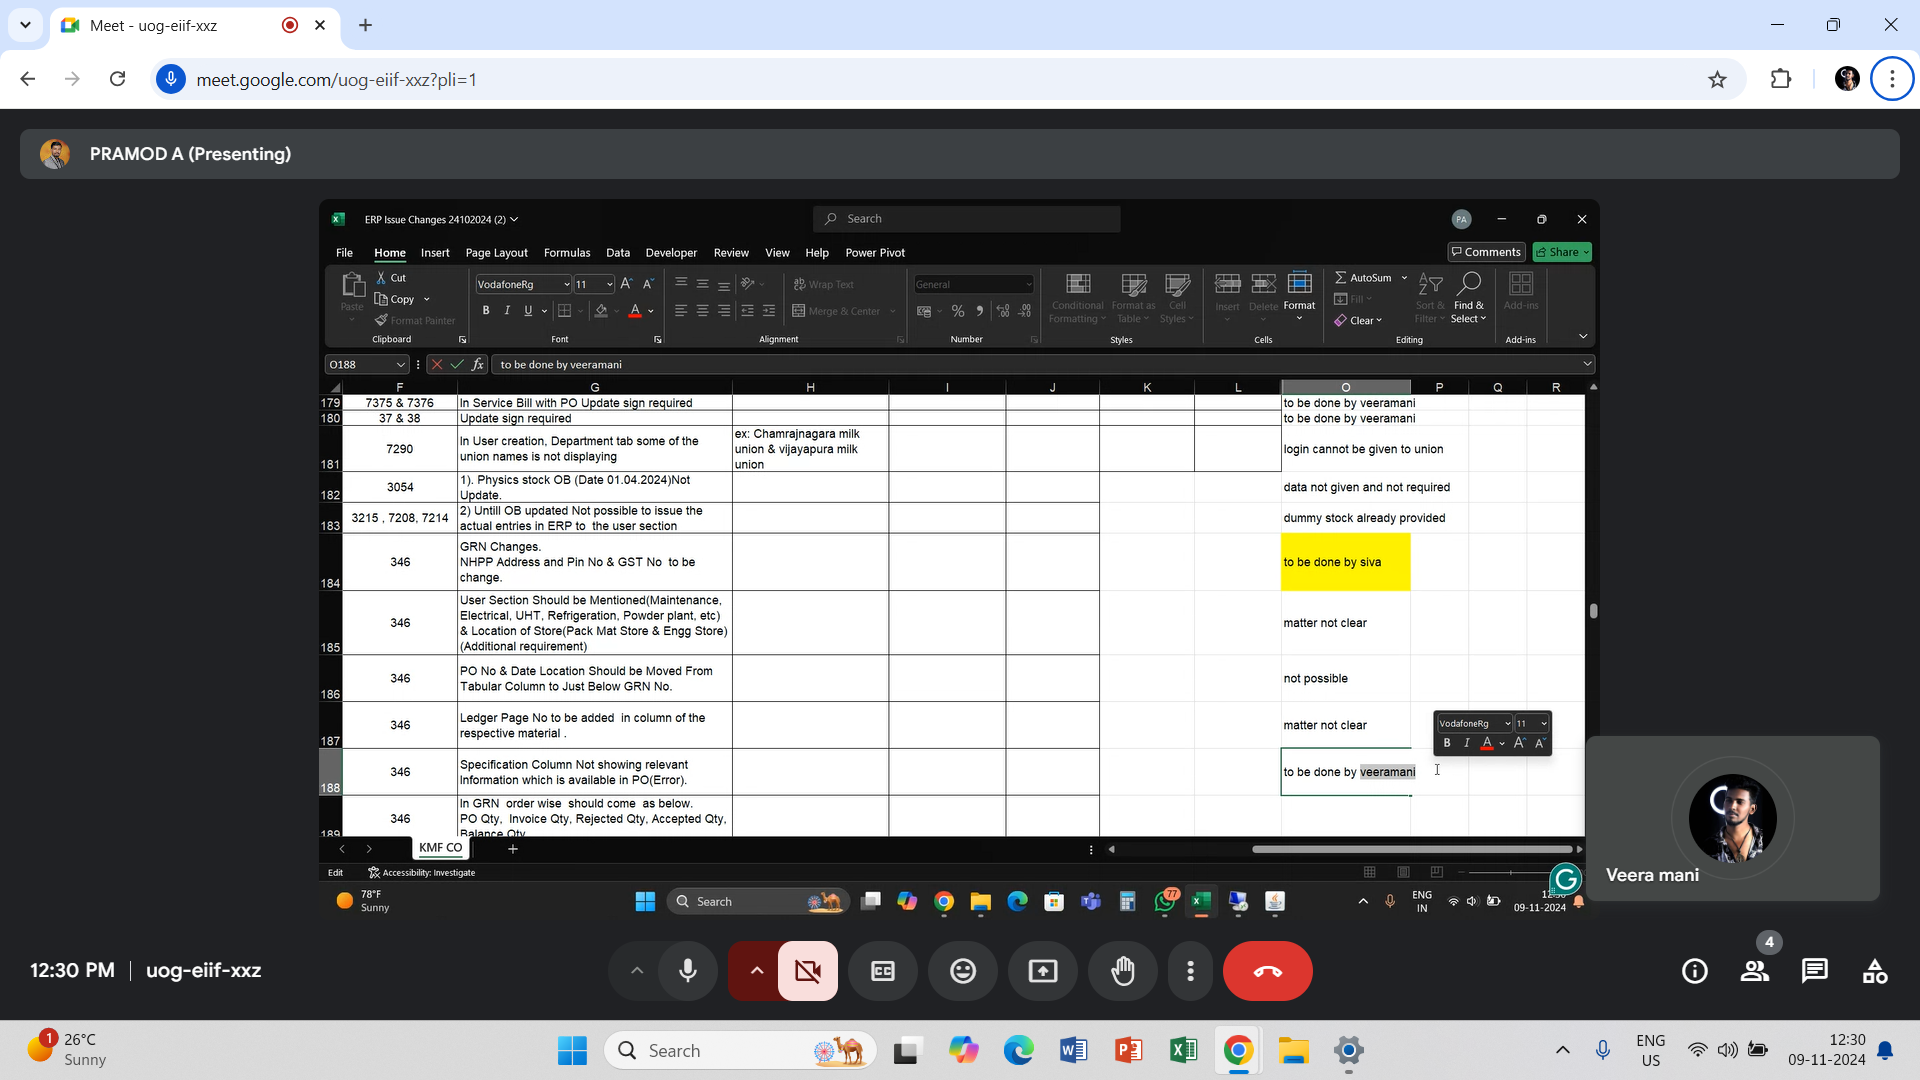 Meet - uog-eiif-xxz
meet.google.com/uog-eiif-xxz?pli=1
PRAMOD A (Presenting)
ERP Issue Changes 24102024 (2)
Search
PA
File Home Insert Page Layout Formulas Data Developer Review View Help Power Pivot
Comments
Share
Paste
Cut
Copy
Format Painter
Clipboard
VodafoneRg 11
B I U
Font
Wrap Text
Merge & Center
Alignment
General
Number
Conditional Formatting
Format as Table
Cell Styles
Styles
Insert
Delete
Format
Cells
AutoSum
Fill
Clear
Sort & Filter
Find & Select
Editing
Add-ins
Add-ins
O188
fx to be done by veeramani
F G H I J K L O P Q R
179 7375 & 7376 In Service Bill with PO Update sign required to be done by veeramani
180 37 & 38 Update sign required to be done by veeramani
181 7290
In User creation, Department tab some of the
union names is not displaying
ex: Chamrajnagara milk
union & vijayapura milk
union
login cannot be given to union
182 3054
1). Physics stock OB (Date 01.04.2024)Not
Update.
data not given and not required
183 3215 , 7208, 7214
2) Untill OB updated Not possible to issue the
actual entries in ERP to the user section
dummy stock already provided
184 346
GRN Changes.
NHPP Address and Pin No & GST No to be
change.
to be done by siva
185 346
User Section Should be Mentioned(Maintenance,
Electrical, UHT, Refrigeration, Powder plant, etc)
& Location of Store(Pack Mat Store & Engg Store)
(Additional requirement)
matter not clear
186 346
PO No & Date Location Should be Moved From
Tabular Column to Just Below GRN No.
not possible
187 346
Ledger Page No to be added in column of the
respective material .
matter not clear
VodafoneRg 11
B I A A A
188 346
Specification Column Not showing relevant
Information which is available in PO(Error).
to be done by veeramani
189 346
In GRN order wise should come as below.
PO Qty, Invoice Qty, Rejected Qty, Accepted Qty,
Balance Qty
KMF CO
Edit
Accessibility: Investigate
Veera mani
78°F
Sunny
Search
77
ENG
IN
09-11-2024
12:30 PM | uog-eiif-xxz
4
1
26°C
Sunny
Search
ENG
US
12:30
09-11-2024